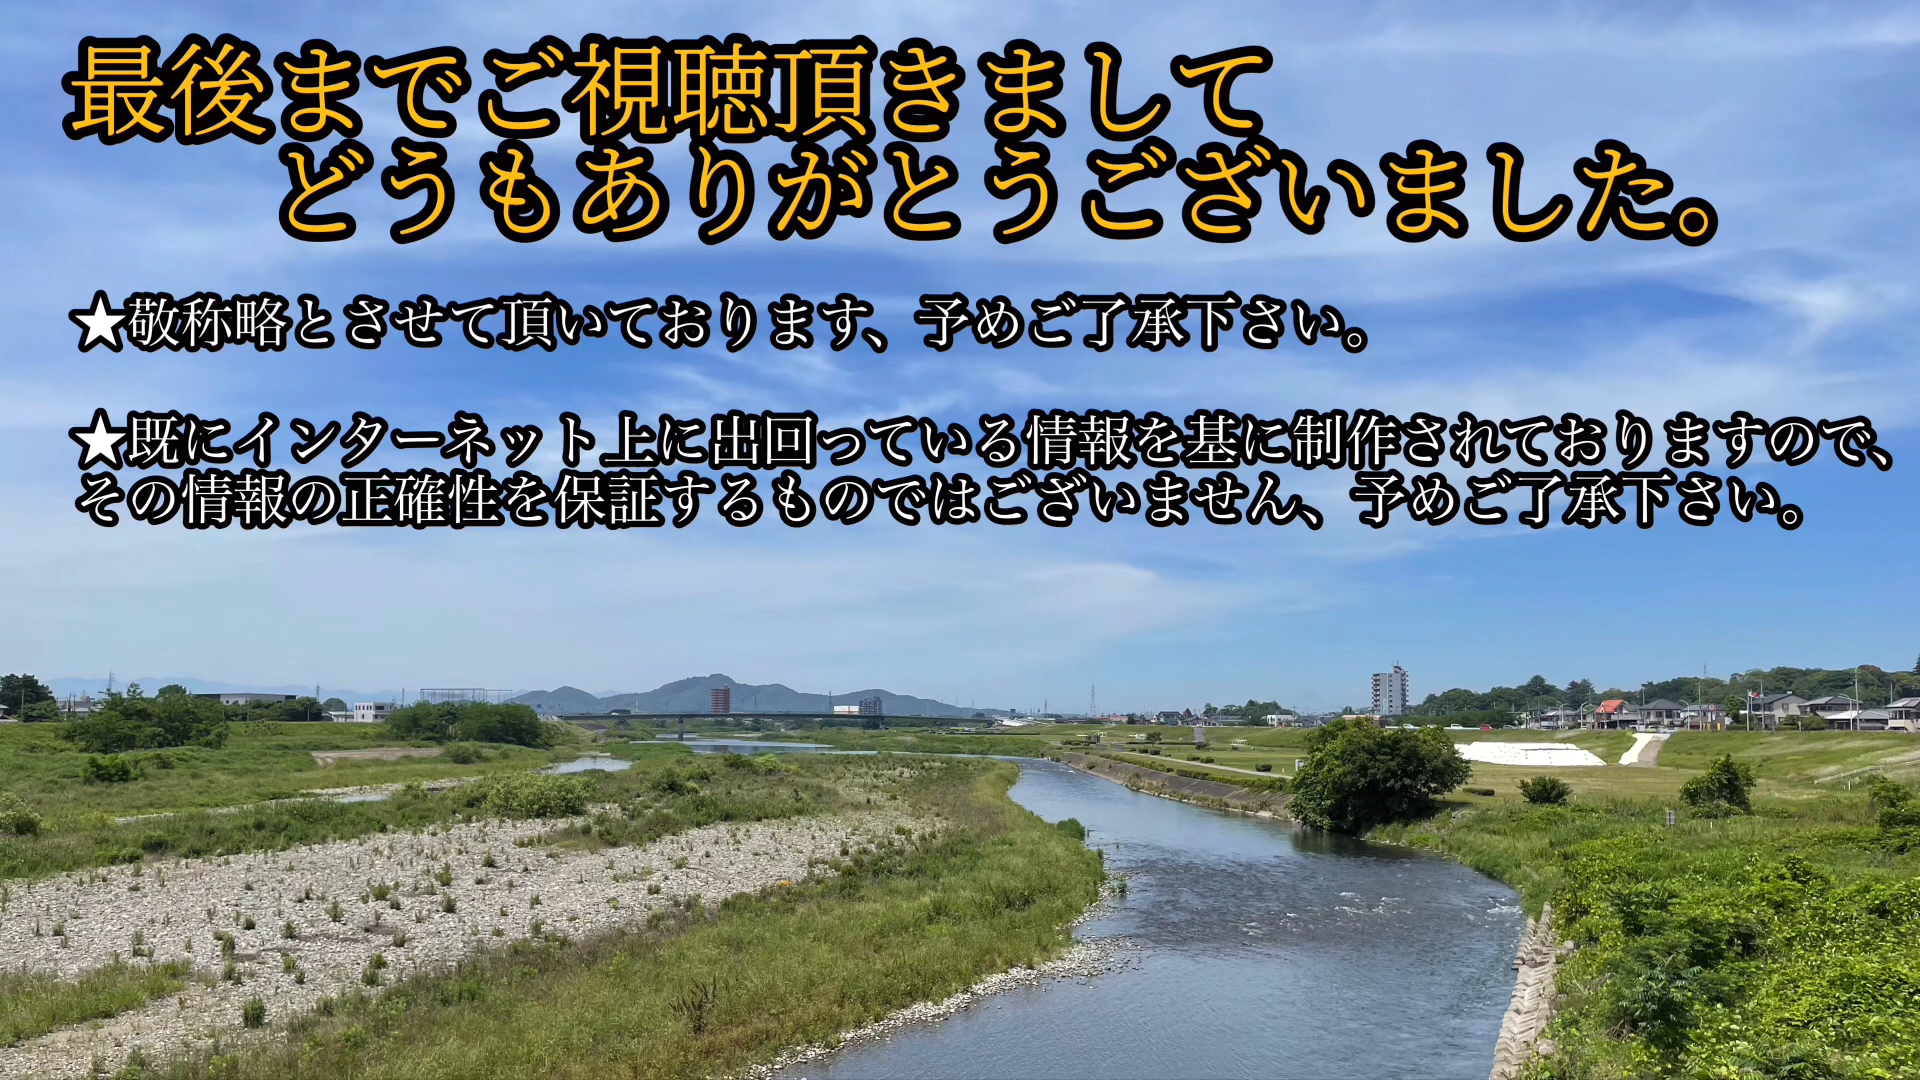 最後までご視聴頂きまして
どうもありがとうございました。
★敬称略とさせて頂いております、予めご了承下さい。
★既にインターネット上に出回っている情報を基に制作されておりますので、
その情報の正確性を保証するものではございません、予めご了承下さい。